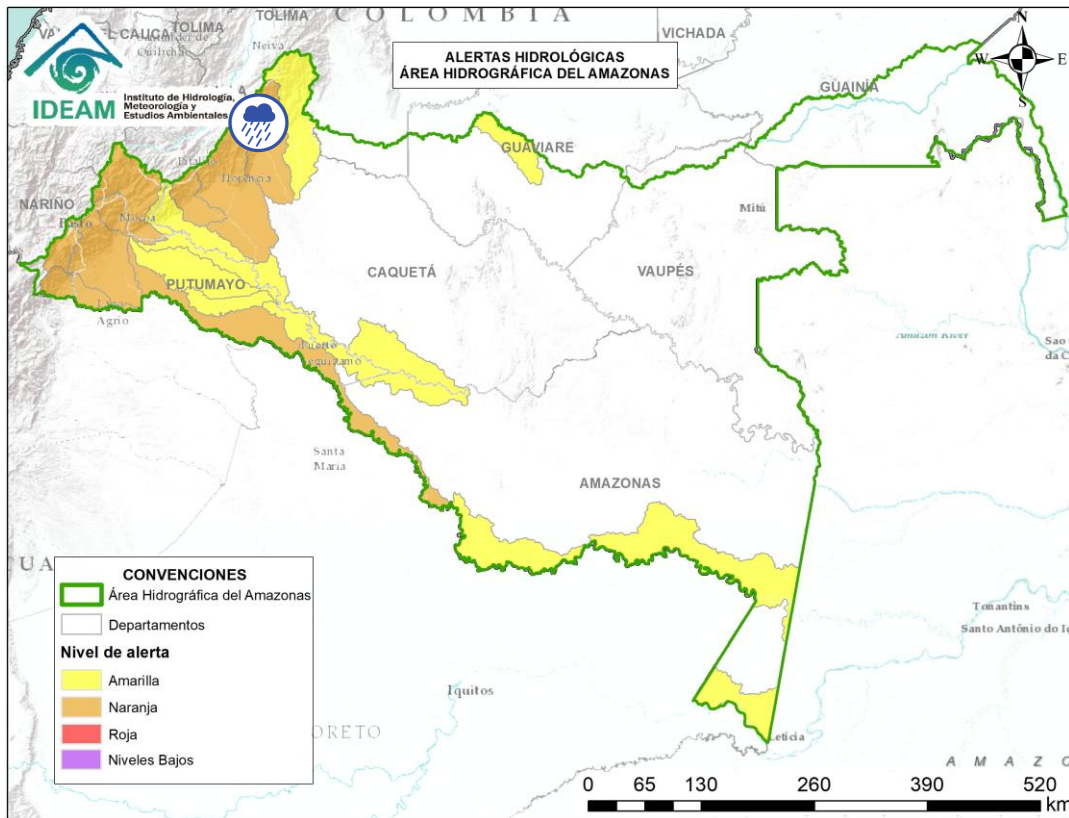 COLOMBIA
TOLIMA
TOLIMA
VICHADA
Neiva
IDEAM
Instituto de Hidrología,
Meteorología y
Estudios Ambientales
ALERTAS HIDROLÓGICAS
ÁREA HIDROGRÁFICA DEL AMAZONAS
N
W
E
S
GUAINÍA
GUAVIARE
NARIÑO
Mocoa
Mitú
CAQUETÁ
VAUPÉS
PUTUMAYO
Agrio
Amazon River
Puerto
Santa
Maria
AMAZONAS
CONVENCIONES
Área Hidrográfica del Amazonas
Departamentos
Nivel de alerta
Amarilla
Naranja
Roja
Niveles Bajos
Tonantins
Santo Antônio do
Iquitos
ORETO
Leticia
AMAZO
0 65 130 260 390 520
km